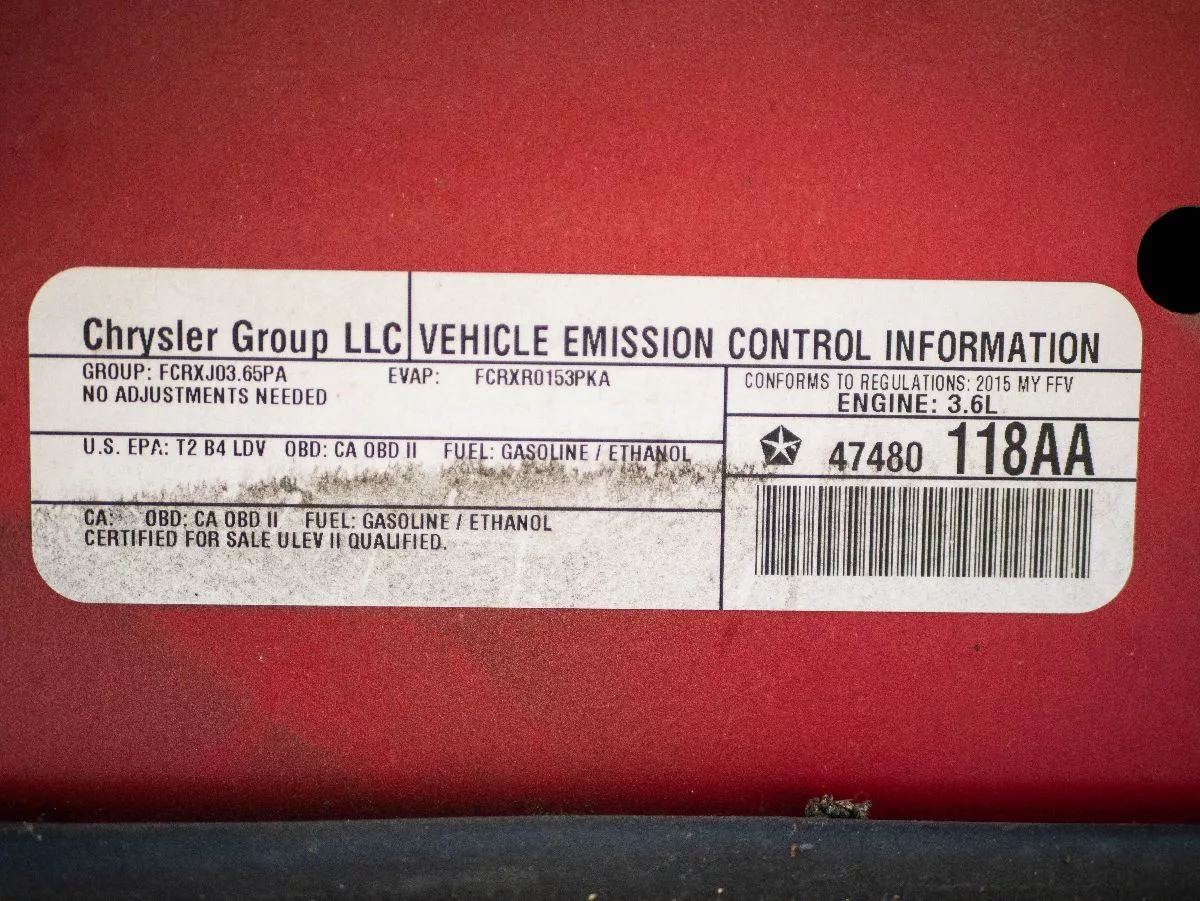 Chrysler Group LLC VEHICLE EMISSION CONTROL INFORMATION
GROUP: FCRXJ03.65PA EVAP: FCRXR0153PKA
NO ADJUSTMENTS NEEDED
CONFORMS TO REGULATIONS: 2015 MY FFV
ENGINE: 3.6L
U.S. EPA: T2 B4 LDV OBD: CA OBD II FUEL: GASOLINE / ETHANOL
47480 118AA
CA: OBD: CA OBD II FUEL: GASOLINE / ETHANOL
CERTIFIED FOR SALE ULEV II QUALIFIED.